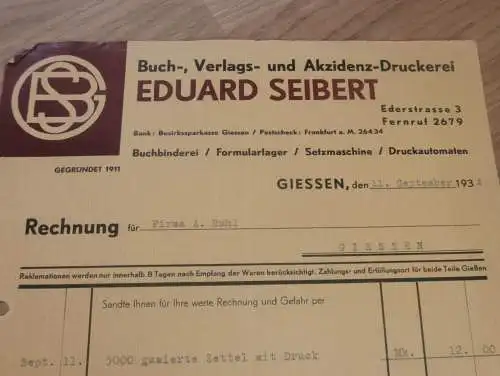 Buch-, Verlags- und Akzidenz-Druckerei
EDUARD SEIBERT
Ederstrasse 3
Fernruf 2679
Bank: Bezirkssparkasse Giessen / Postscheck: Frankfurt a. M. 26434
Buchbinderei / Formularlager / Setzmaschine / Druckautomaten
GEGRÜNDET 1911
GIESSEN, den 11. September 193
Rechnung für Firma A. Ruhl
GIESSEN
Reklamationen werden nur innerhalb 8 Tagen nach Empfang der Waren berücksichtigt. Zahlungs- und Erfüllungsort für beide Teile Gießen
Sandte Ihnen für Ihre werte Rechnung und Gefahr per
Sept. 11. 5000 gumierte Zettel mit Druck Mk. 12. 00